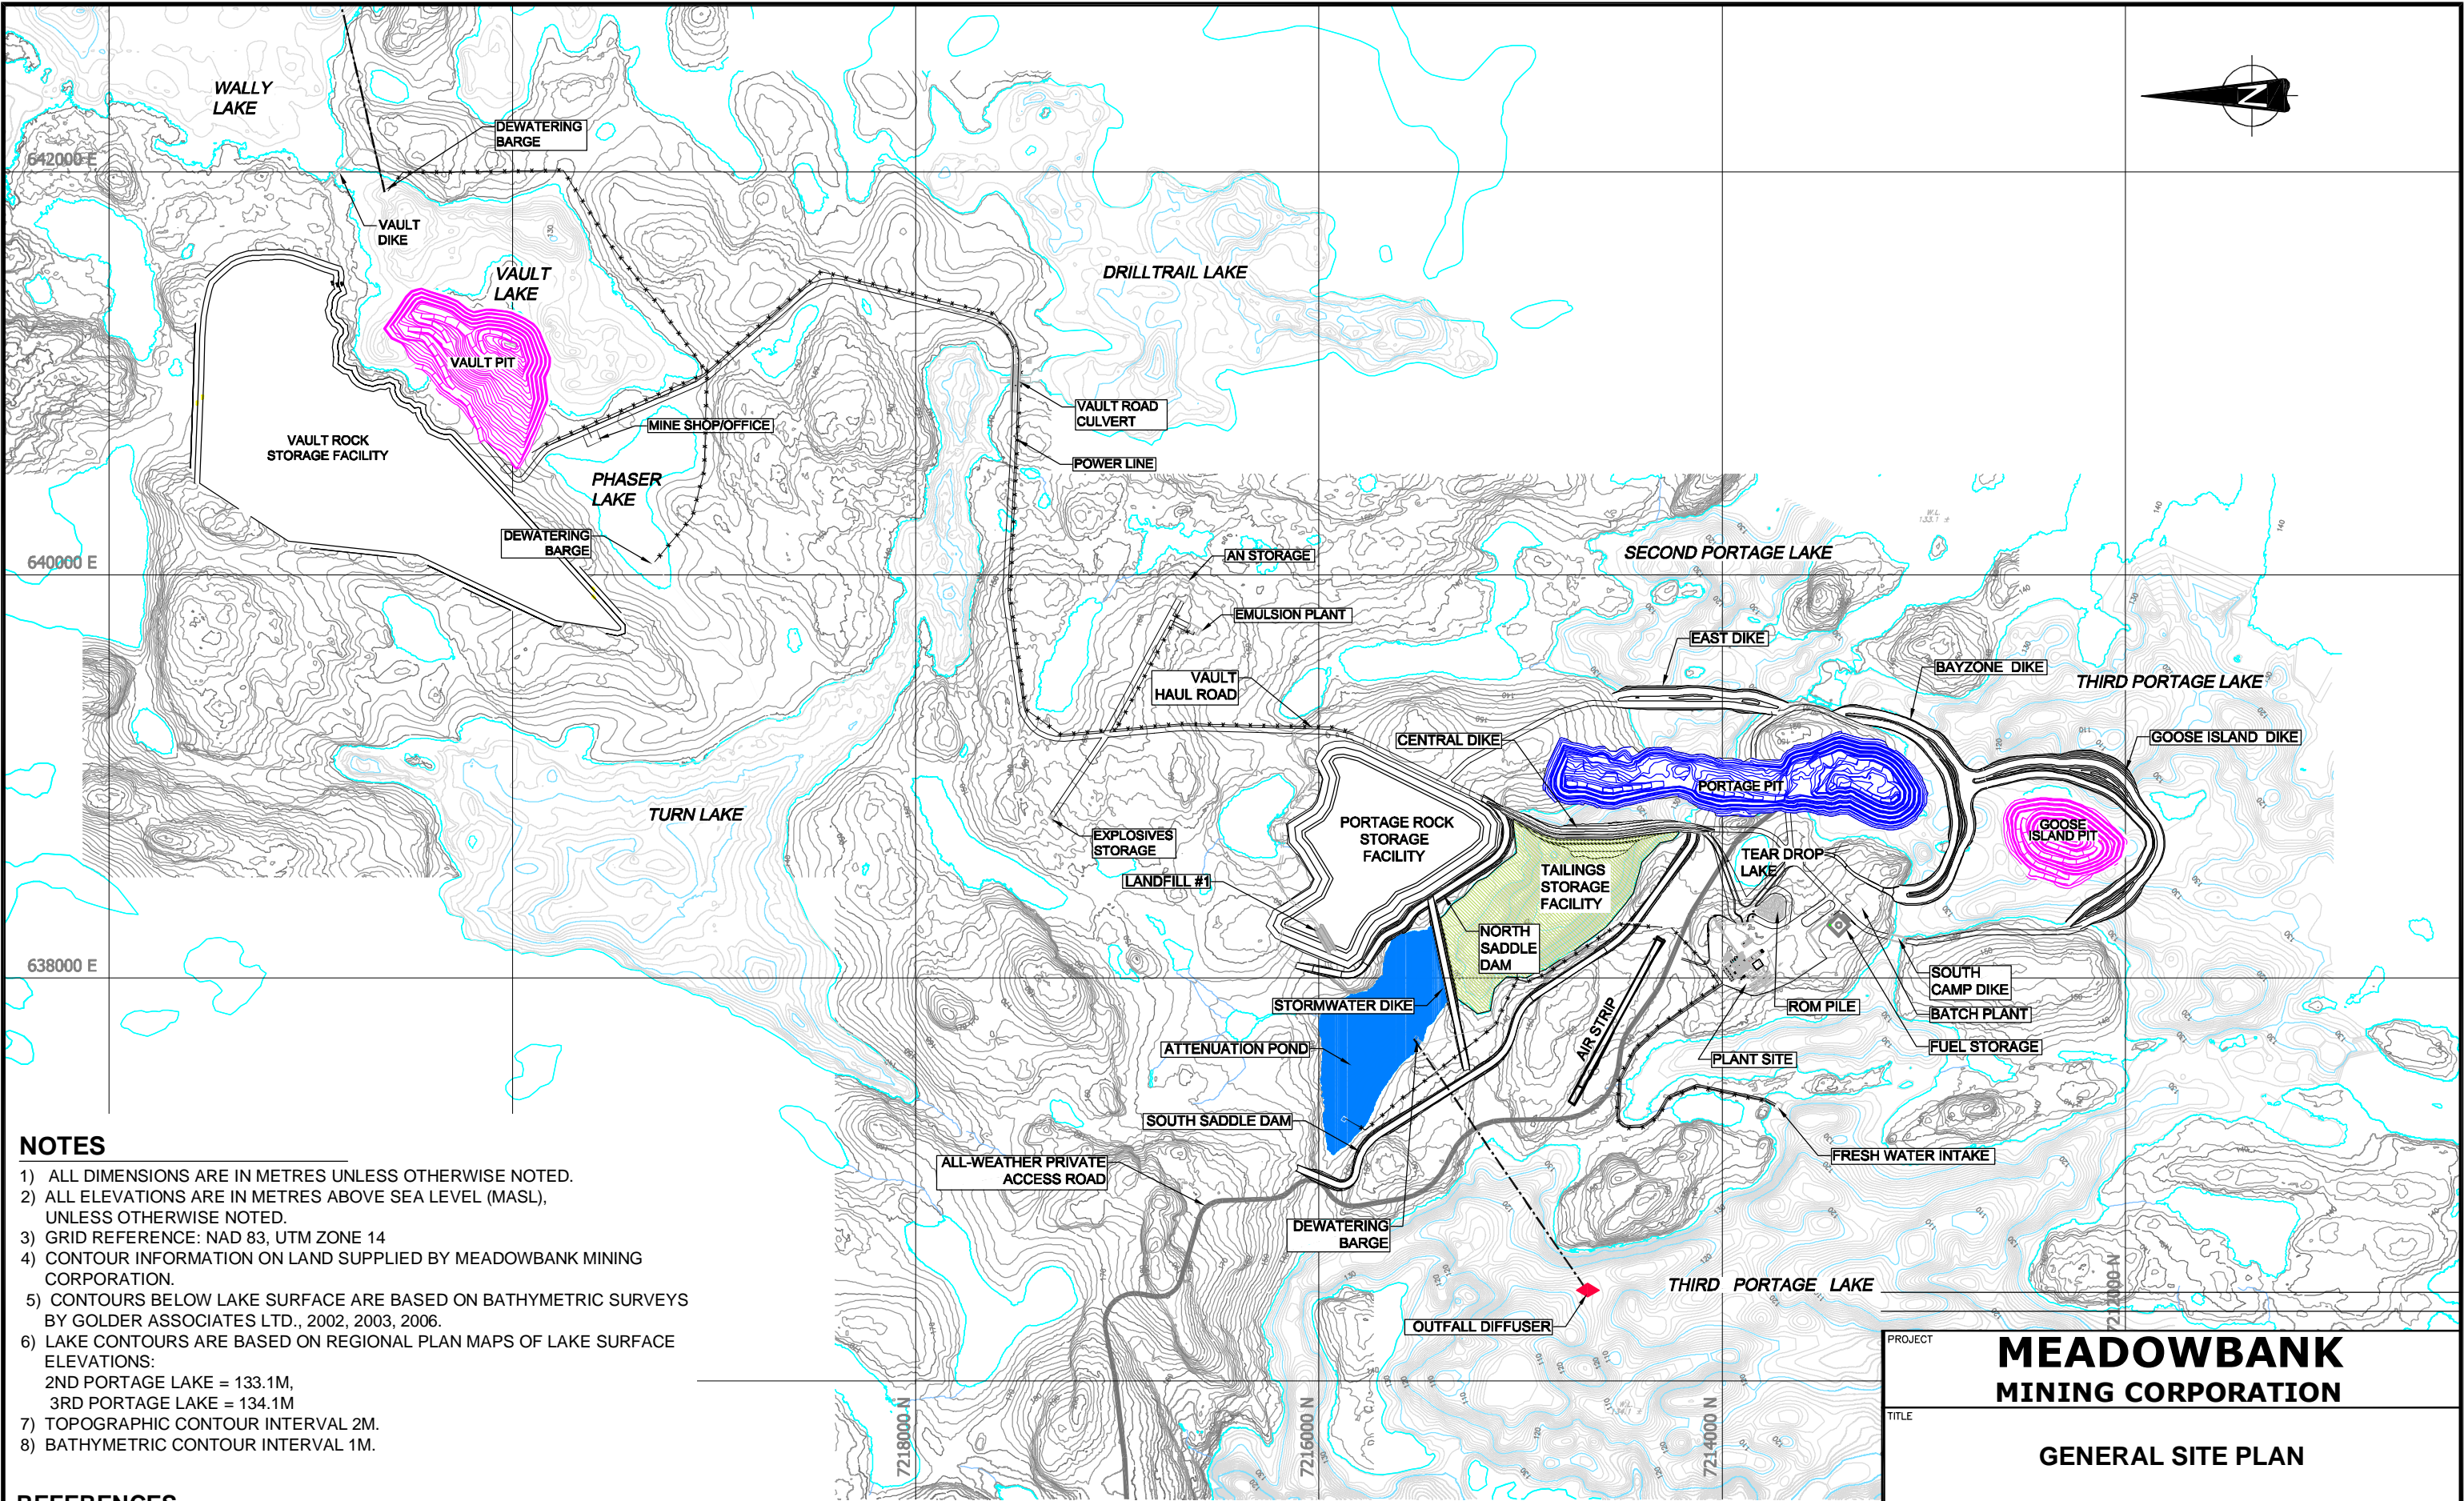 WALLY
LAKE
642000 E
DEWATERING
BARGE
VAULT
DIKE
VAULT
LAKE
DRILLTRAIL LAKE
N
VAULT PIT
VAULT ROCK
STORAGE FACILITY
MINE SHOP/OFFICE
VAULT ROAD
CULVERT
POWER LINE
PHASER
LAKE
DEWATERING
BARGE
640000 E
AN STORAGE
EMULSION PLANT
SECOND PORTAGE LAKE
EAST DIKE
BAYZONE DIKE
THIRD PORTAGE LAKE
VAULT
HAUL ROAD
CENTRAL DIKE
GOOSE ISLAND DIKE
PORTAGE PIT
TURN LAKE
EXPLOSIVES
STORAGE
PORTAGE ROCK
STORAGE
FACILITY
GOOSE
ISLAND PIT
TEAR DROP
LAKE
LANDFILL #1
TAILINGS
STORAGE
FACILITY
NORTH
SADDLE
DAM
638000 E
STORMWATER DIKE
AIR STRIP
ROM PILE
SOUTH
CAMP DIKE
BATCH PLANT
FUEL STORAGE
ATTENUATION POND
PLANT SITE
SOUTH SADDLE DAM
FRESH WATER INTAKE
ALL-WEATHER PRIVATE
ACCESS ROAD
DEWATERING
BARGE
OUTFALL DIFFUSER
THIRD PORTAGE LAKE
7218000 N
7216000 N
7214000 N
7212000 N
NOTES
1) ALL DIMENSIONS ARE IN METRES UNLESS OTHERWISE NOTED.
2) ALL ELEVATIONS ARE IN METRES ABOVE SEA LEVEL (MASL),
UNLESS OTHERWISE NOTED.
3) GRID REFERENCE: NAD 83, UTM ZONE 14
4) CONTOUR INFORMATION ON LAND SUPPLIED BY MEADOWBANK MINING
CORPORATION.
5) CONTOURS BELOW LAKE SURFACE ARE BASED ON BATHYMETRIC SURVEYS
BY GOLDER ASSOCIATES LTD., 2002, 2003, 2006.
6) LAKE CONTOURS ARE BASED ON REGIONAL PLAN MAPS OF LAKE SURFACE
ELEVATIONS:
2ND PORTAGE LAKE = 133.1M,
3RD PORTAGE LAKE = 134.1M
7) TOPOGRAPHIC CONTOUR INTERVAL 2M.
8) BATHYMETRIC CONTOUR INTERVAL 1M.
REFERENCES
PROJECT
MEADOWBANK
MINING CORPORATION
TITLE
GENERAL SITE PLAN